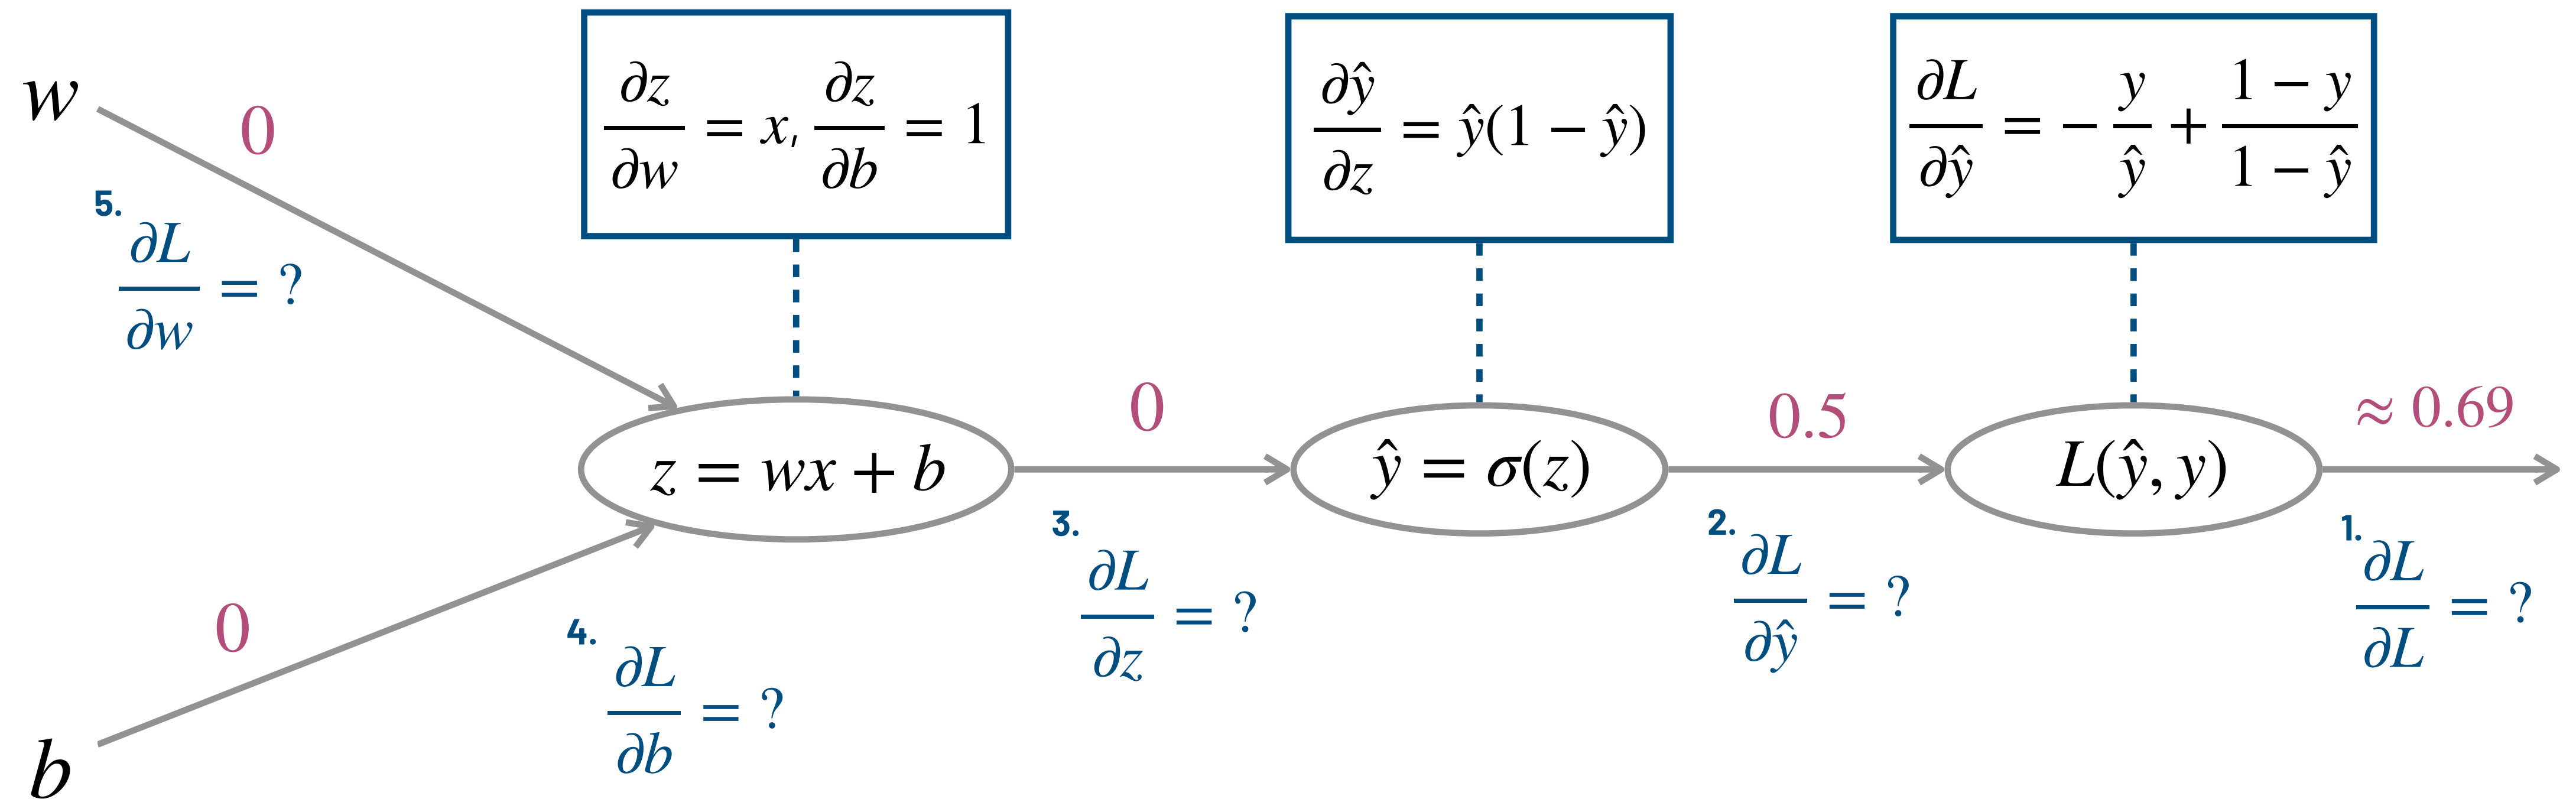 w
0
5.
∂L/∂w = ?
∂z/∂w = x, ∂z/∂b = 1
z = wx + b
0
b
4.
∂L/∂b = ?
0
3.
∂L/∂z = ?
∂ŷ/∂z = ŷ(1 − ŷ)
ŷ = σ(z)
0.5
2.
∂L/∂ŷ = ?
∂L/∂ŷ = − y/ŷ + (1 − y)/(1 − ŷ)
L(ŷ, y)
≈ 0.69
1.
∂L/∂L = ?